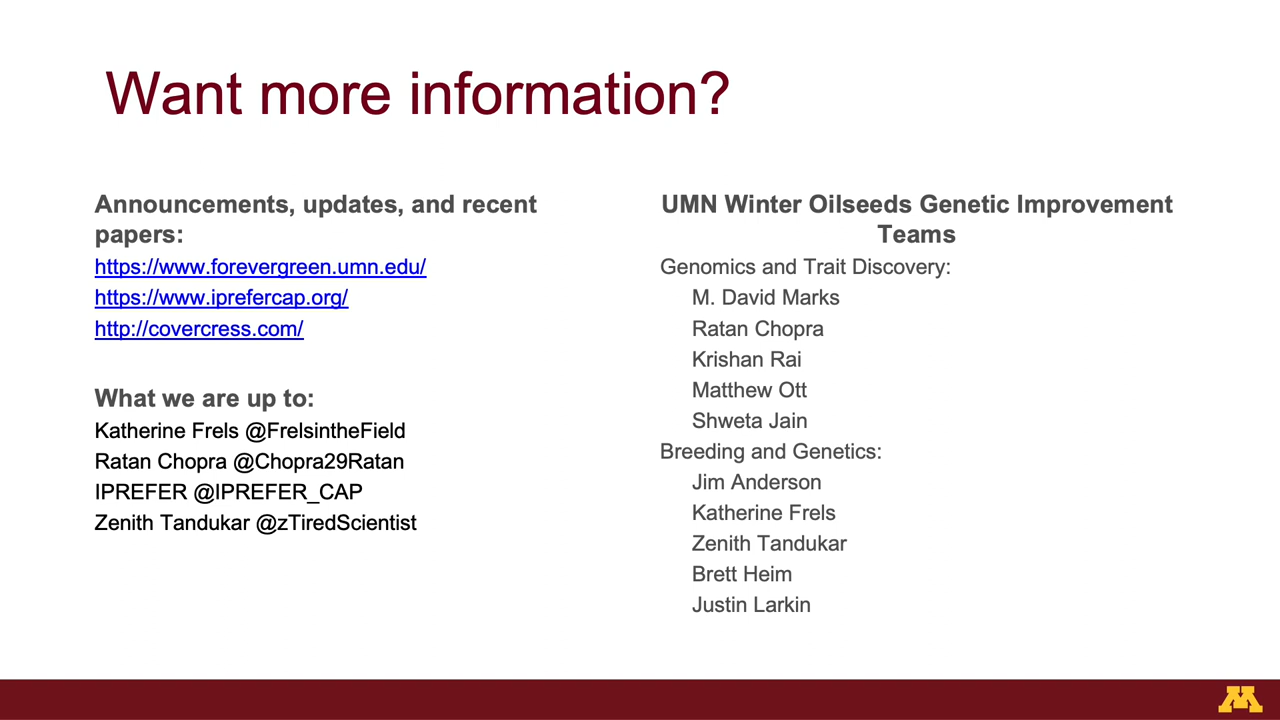 Want more information?
Announcements, updates, and recent
papers:
https://www.forevergreen.umn.edu/
https://www.iprefercap.org/
http://covercress.com/
What we are up to:
Katherine Frels @FrelsintheField
Ratan Chopra @Chopra29Ratan
IPREFER @IPREFER_CAP
Zenith Tandukar @zTiredScientist
UMN Winter Oilseeds Genetic Improvement
Teams
Genomics and Trait Discovery:
M. David Marks
Ratan Chopra
Krishan Rai
Matthew Ott
Shweta Jain
Breeding and Genetics:
Jim Anderson
Katherine Frels
Zenith Tandukar
Brett Heim
Justin Larkin
M